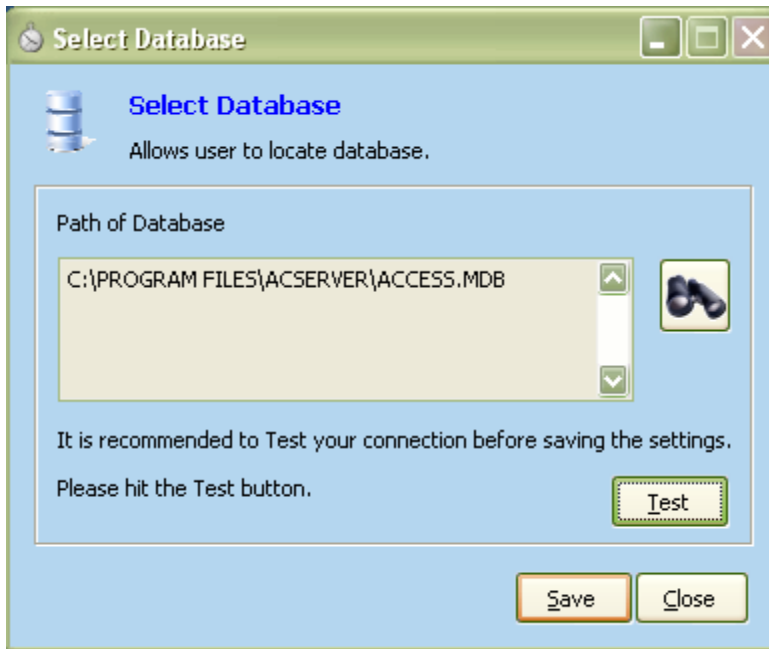 Select Database
Select Database
Allows user to locate database.
Path of Database
C:\PROGRAM FILES\ACSERVER\ACCESS.MDB
It is recommended to Test your connection before saving the settings.
Please hit the Test button.
Test
Save
Close